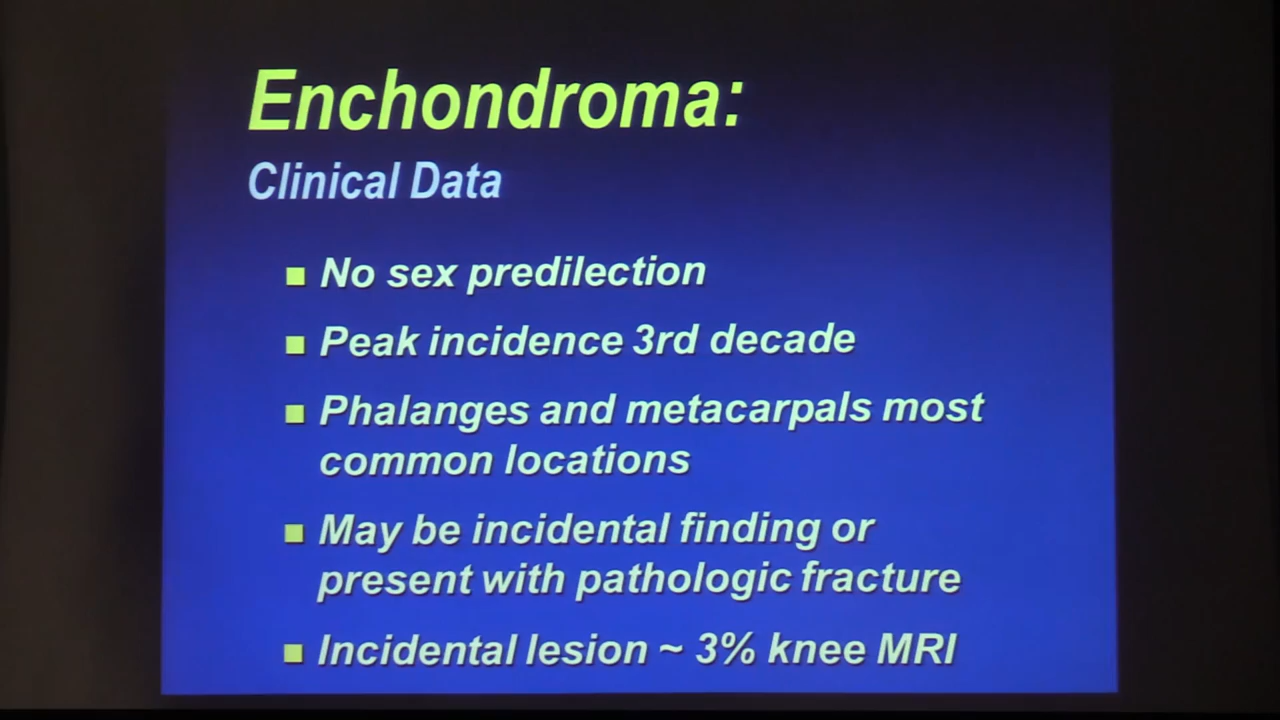 Enchondroma:
Clinical Data
■ No sex predilection
■ Peak incidence 3rd decade
■ Phalanges and metacarpals most
common locations
■ May be incidental finding or
present with pathologic fracture
■ Incidental lesion ~ 3% knee MRI